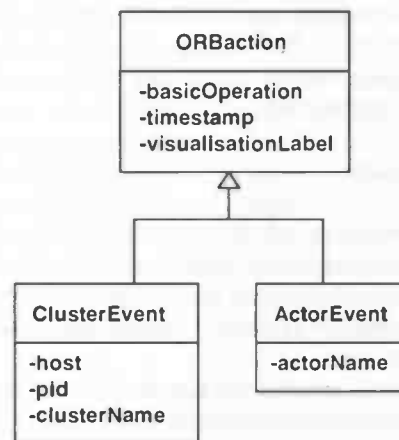 ORBaction
-basicOperation
-timestamp
-visualisationLabel
ClusterEvent
-host
-pid
-clusterName
ActorEvent
-actorName